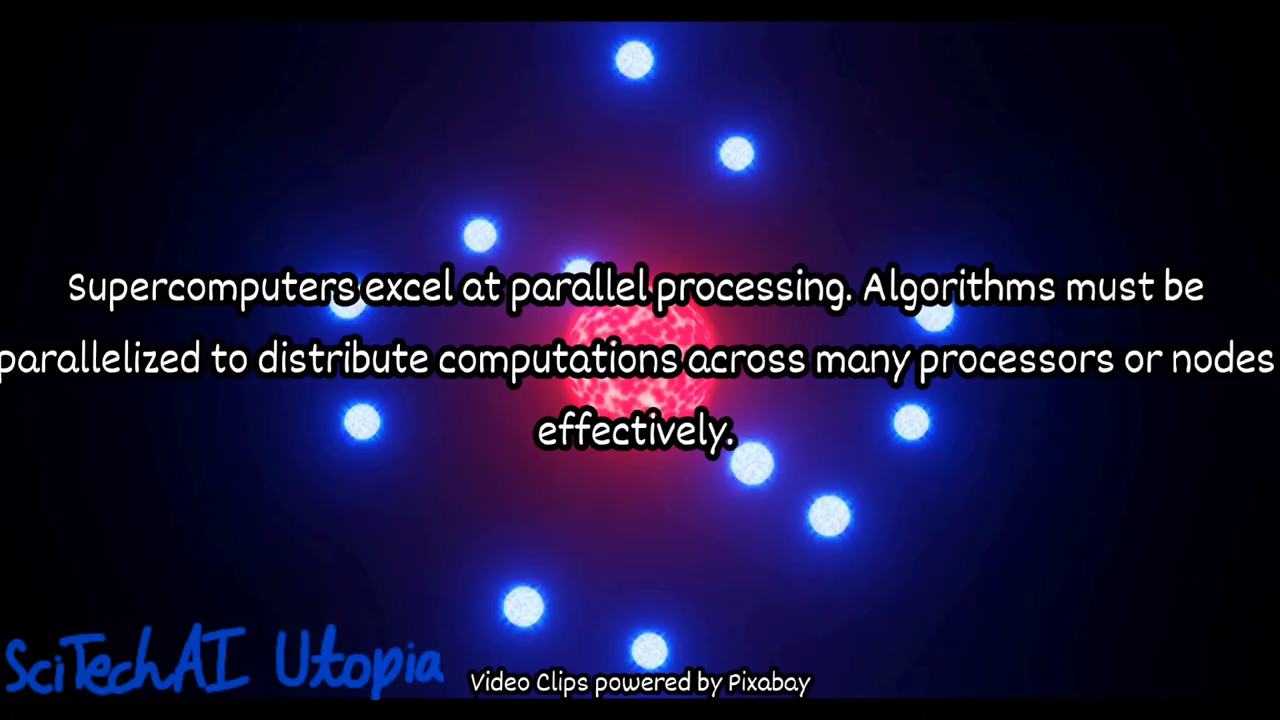 Supercomputers excel at parallel processing. Algorithms must be
parallelized to distribute computations across many processors or nodes
effectively.
SciTechAI Utopia
Video Clips powered by Pixabay